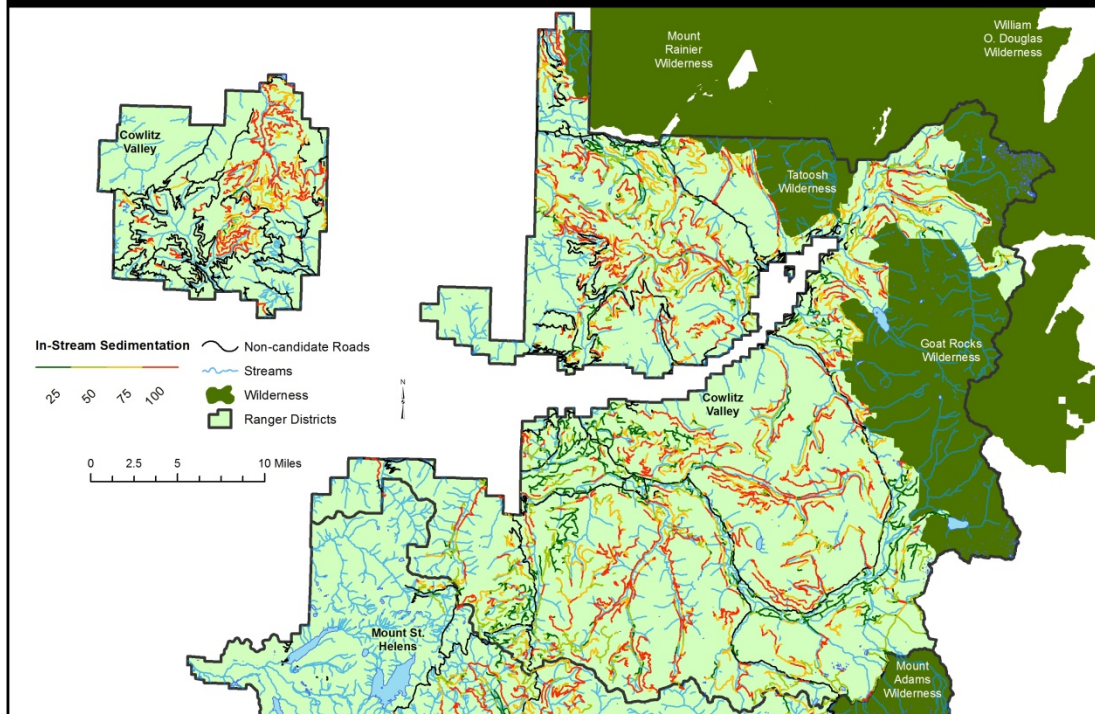 Mount
Rainier
Wilderness
William
O. Douglas
Wilderness
Cowlitz
Valley
Tatoosh
Wilderness
In-Stream Sedimentation
25
50
75
100
Non-candidate Roads
Streams
Wilderness
Ranger Districts
N
0 2.5 5 10 Miles
Goat Rocks
Wilderness
Cowlitz
Valley
Mount St.
Helens
Mount
Adams
Wilderness